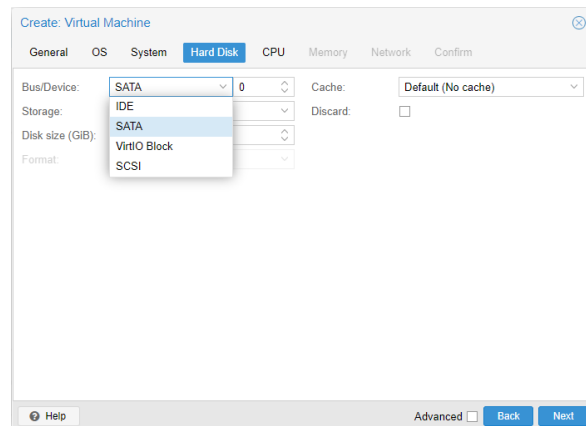 Create: Virtual Machine
General OS System Hard Disk CPU Memory Network Confirm
Bus/Device: SATA 0 Cache: Default (No cache)
Storage: IDE Discard:
Disk size (GiB): SATA
VirtIO Block
Format: SCSI
Help Advanced Back Next